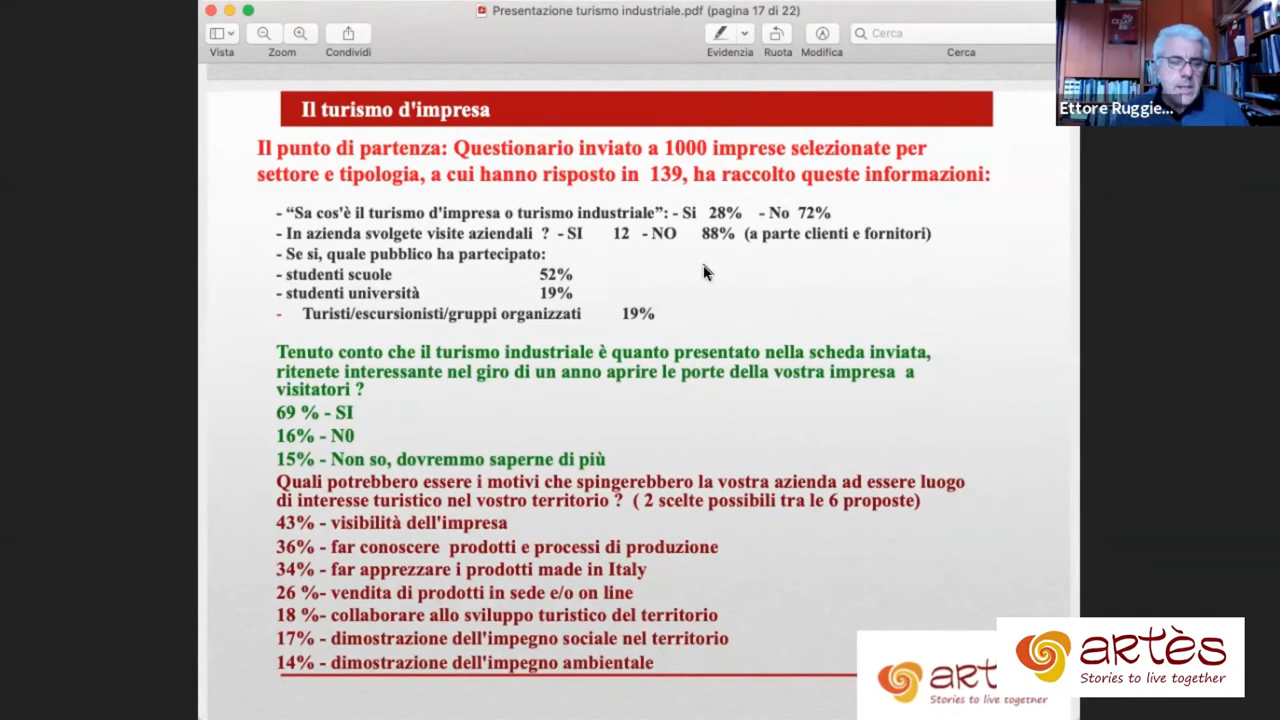 Presentazione turismo industriale.pdf (pagina 17 di 22)
Vista
Zoom
Condividi
Evidenzia
Ruota
Modifica
Cerca
Cerca
Ettore Ruggie...
Il turismo d'impresa
Il punto di partenza: Questionario inviato a 1000 imprese selezionate per
settore e tipologia, a cui hanno risposto in 139, ha raccolto queste informazioni:
- “Sa cos'è il turismo d'impresa o turismo industriale”: - Si 28% - No 72%
- In azienda svolgete visite aziendali ? - SI 12 - NO 88% (a parte clienti e fornitori)
- Se si, quale pubblico ha partecipato:
- studenti scuole 52%
- studenti università 19%
- Turisti/escursionisti/gruppi organizzati 19%
Tenuto conto che il turismo industriale è quanto presentato nella scheda inviata,
ritenete interessante nel giro di un anno aprire le porte della vostra impresa a
visitatori ?
69 % - SI
16% - N0
15% - Non so, dovremmo saperne di più
Quali potrebbero essere i motivi che spingerebbero la vostra azienda ad essere luogo
di interesse turistico nel vostro territorio ? ( 2 scelte possibili tra le 6 proposte)
43% - visibilità dell'impresa
36% - far conoscere prodotti e processi di produzione
34% - far apprezzare i prodotti made in Italy
26 %- vendita di prodotti in sede e/o on line
18 %- collaborare allo sviluppo turistico del territorio
17% - dimostrazione dell'impegno sociale nel territorio
14% - dimostrazione dell'impegno ambientale
art
Stories to live together
artès
Stories to live together